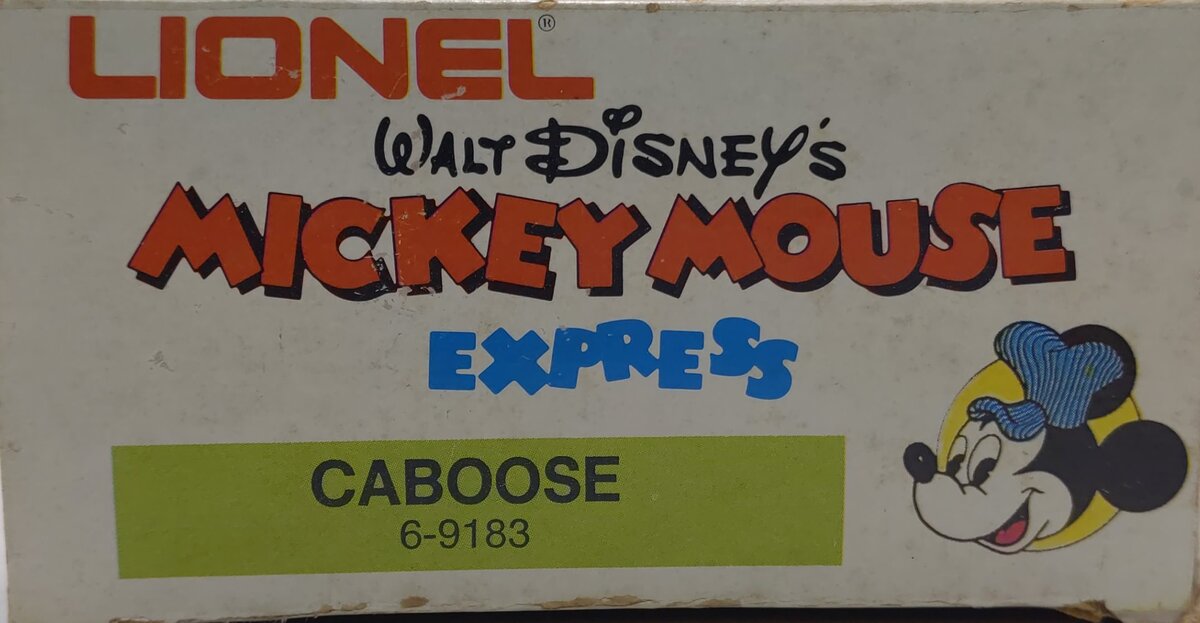 LIONEL®
WALT DISNEY'S
MICKEY MOUSE
EXPRESS
CABOOSE
6-9183